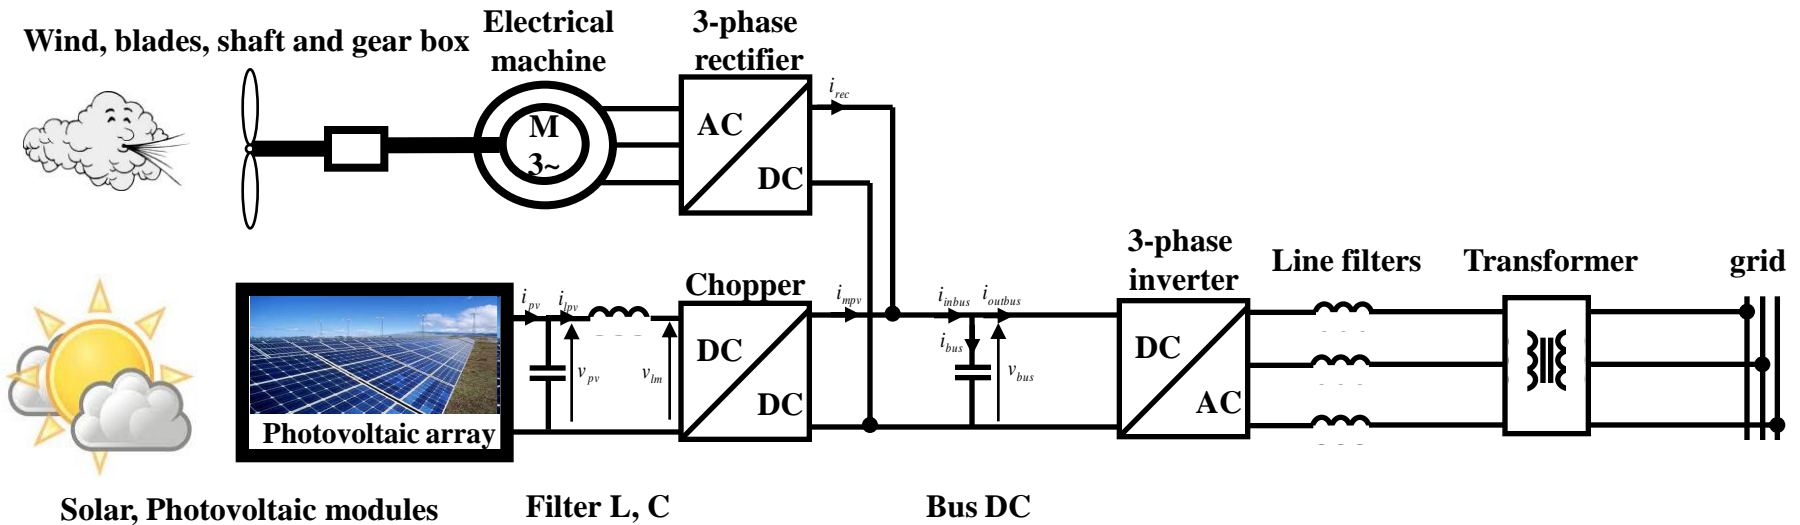 Wind, blades, shaft and gear box
Electrical
machine
3-phase
rectifier
M
3~
AC
DC
i_rec
3-phase
inverter
Line filters
Transformer
grid
Chopper
i_pv
i_lpv
i_mpv
i_inbus
i_outbus
DC
DC
v_pv
v_lm
i_bus
v_bus
DC
AC
Photovoltaic array
Solar, Photovoltaic modules
Filter L, C
Bus DC